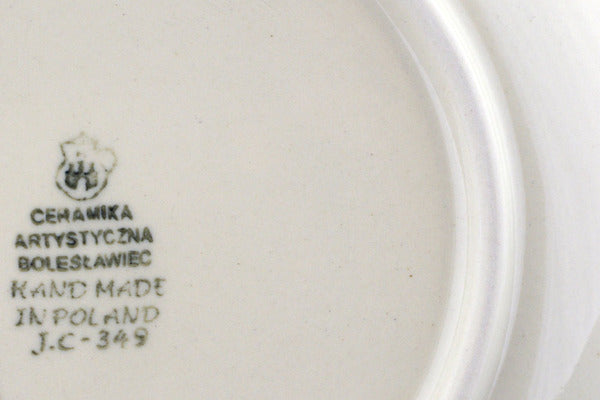 CERAMIKA
ARTYSTYCZNA
BOLESŁAWIEC
HAND MADE
IN POLAND
J.C-349